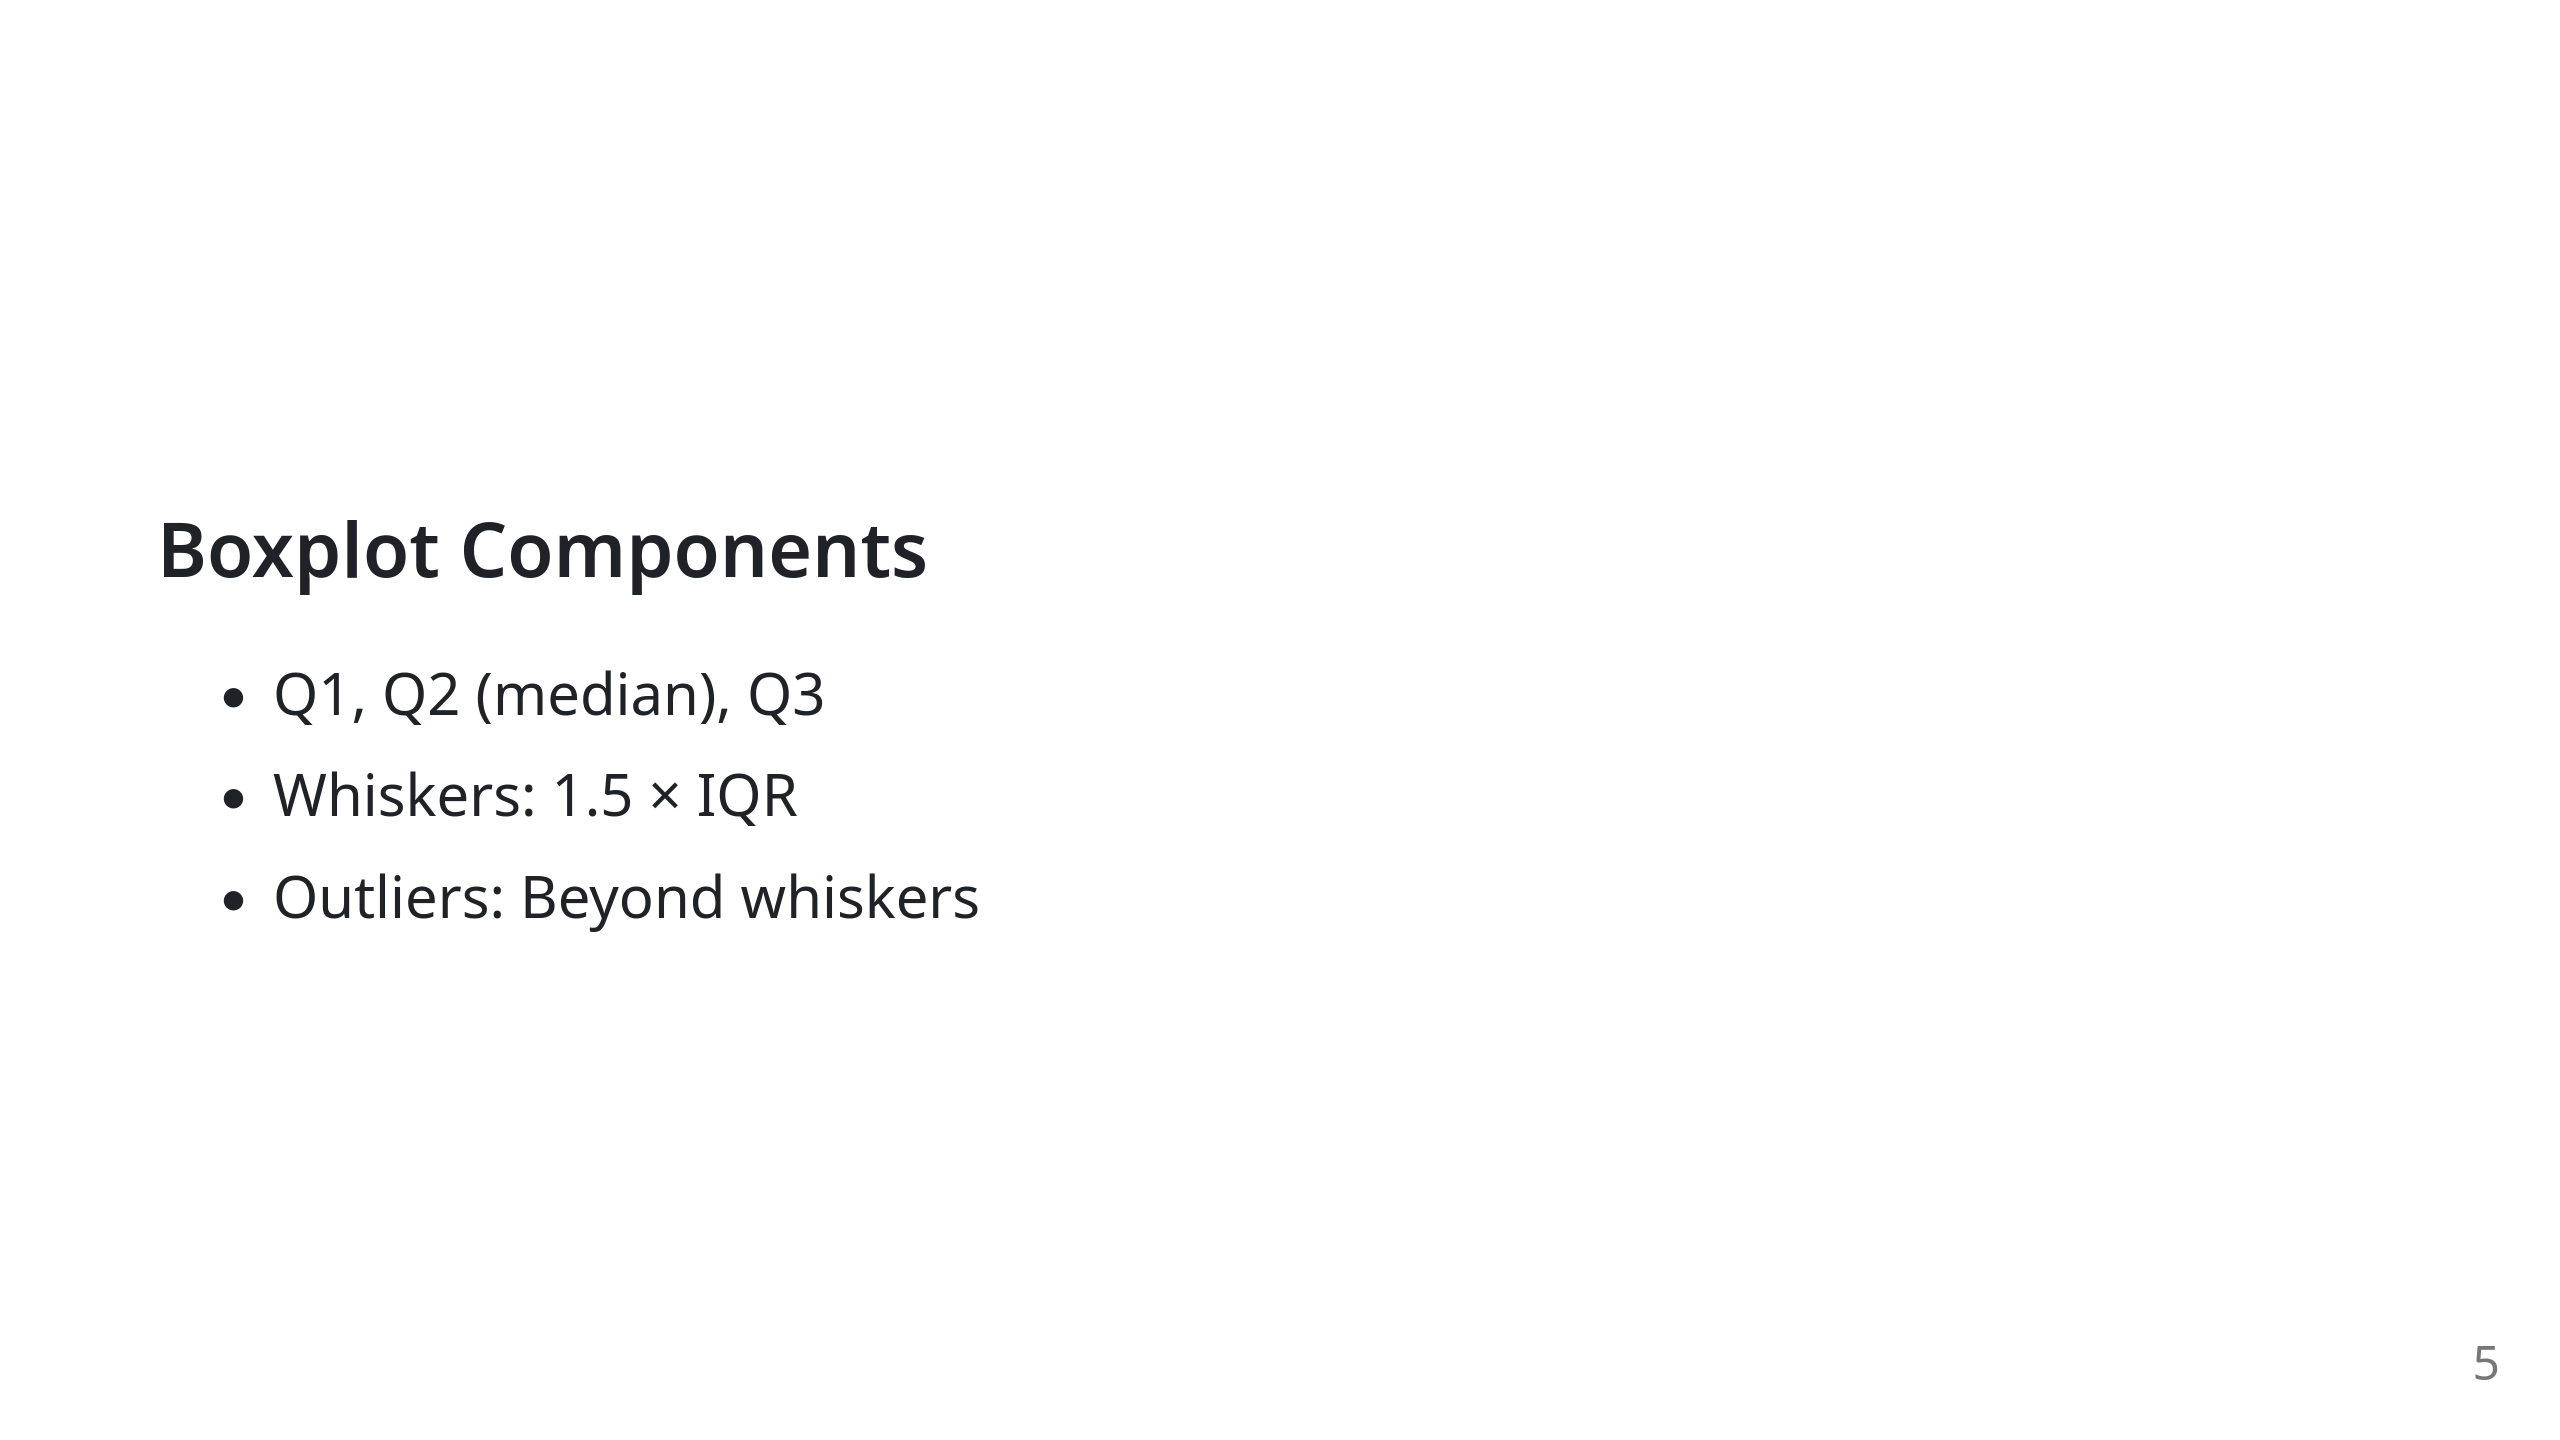 Boxplot Components
• Q1, Q2 (median), Q3
• Whiskers: 1.5 × IQR
• Outliers: Beyond whiskers
5